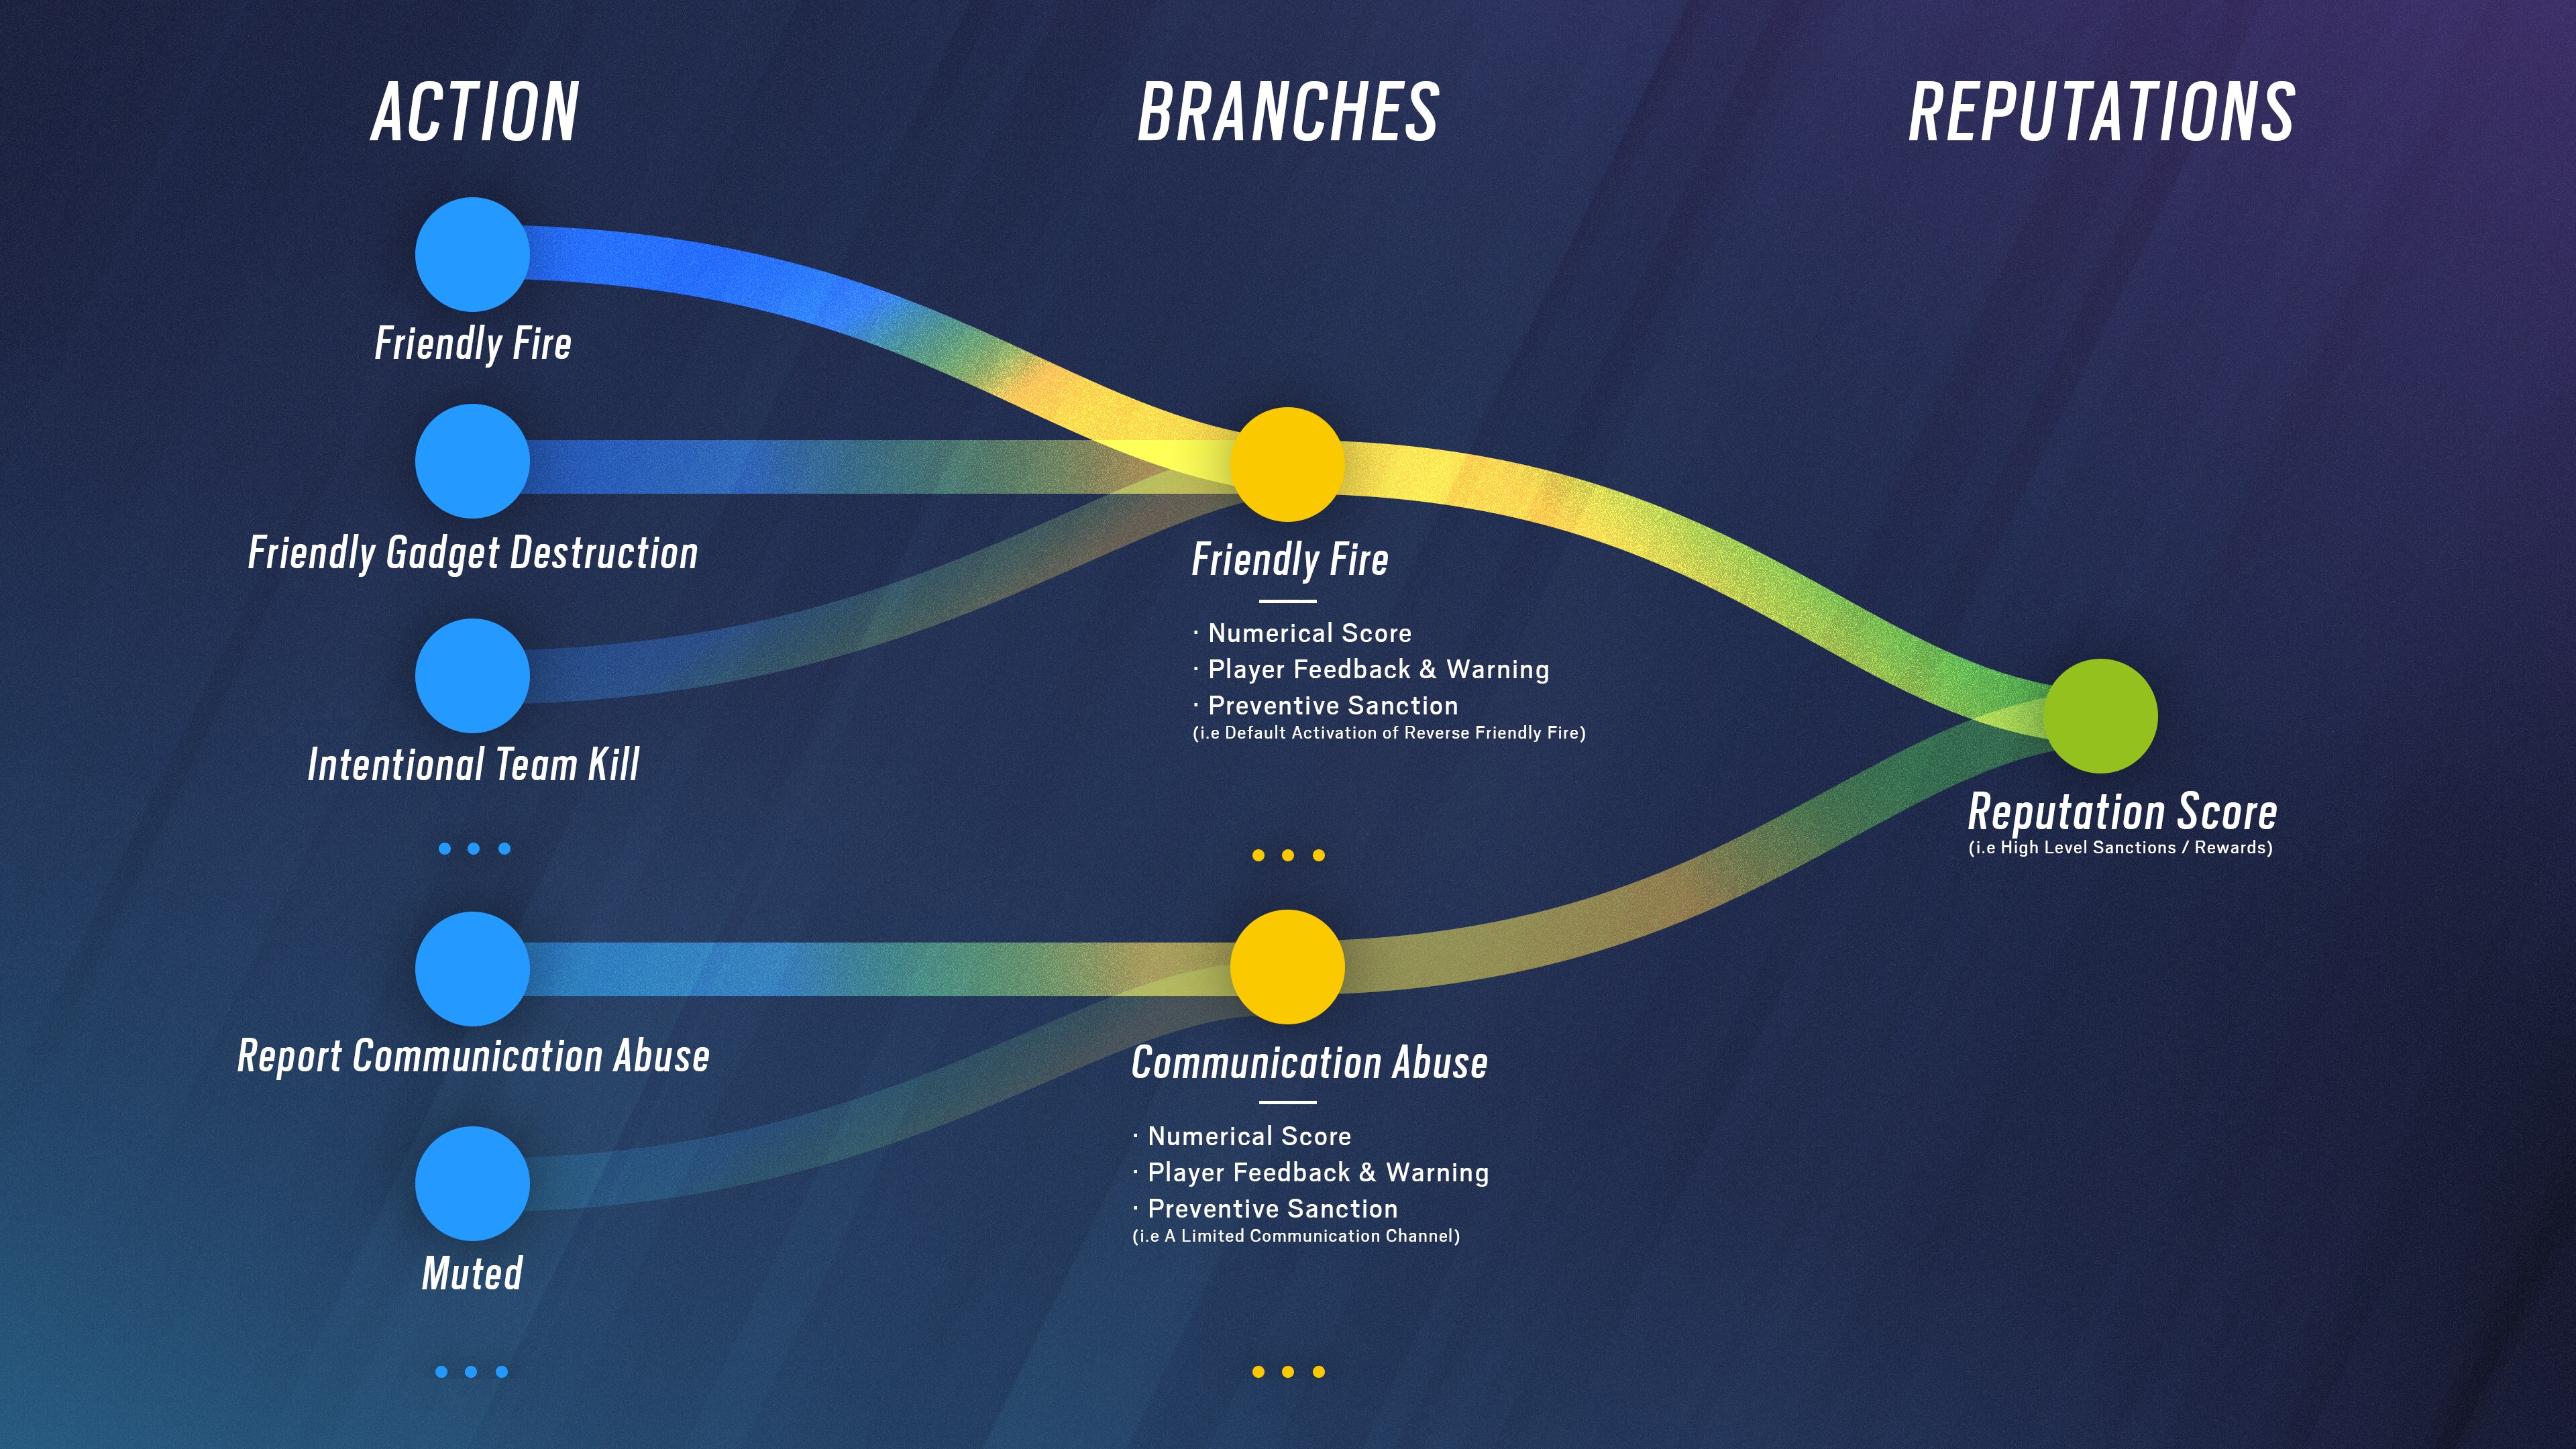 ACTION
BRANCHES
REPUTATIONS
Friendly Fire
Friendly Gadget Destruction
Intentional Team Kill
Report Communication Abuse
Muted
Friendly Fire
· Numerical Score
· Player Feedback & Warning
· Preventive Sanction
(i.e Default Activation of Reverse Friendly Fire)
Communication Abuse
· Numerical Score
· Player Feedback & Warning
· Preventive Sanction
(i.e A Limited Communication Channel)
Reputation Score
(i.e High Level Sanctions / Rewards)